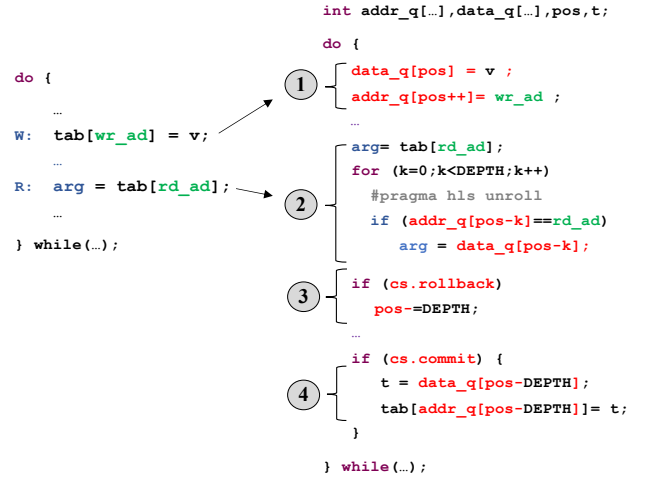 do {
…
W: tab[wr_ad] = v;
…
R: arg = tab[rd_ad];
…
} while(…);
int addr_q[…],data_q[…],pos,t;
do {
1
data_q[pos] = v ;
addr_q[pos++]= wr_ad ;
…
2
arg= tab[rd_ad];
for (k=0;k<DEPTH;k++)
#pragma hls unroll
if (addr_q[pos-k]==rd_ad)
arg = data_q[pos-k];
3
if (cs.rollback)
pos-=DEPTH;
…
4
if (cs.commit) {
t = data_q[pos-DEPTH];
tab[addr_q[pos-DEPTH]]= t;
}
} while(…);